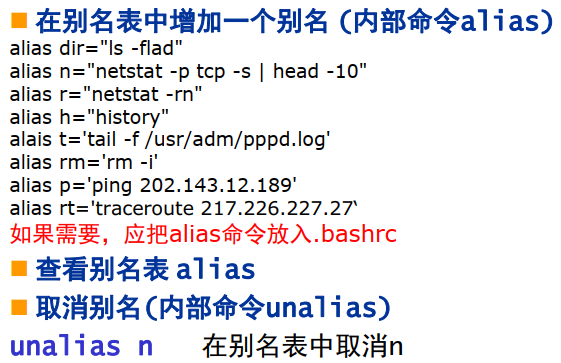 在别名表中增加一个别名(内部命令alias)
alias dir="ls -flad"
alias n="netstat -p tcp -s | head -10"
alias r="netstat -rn"
alias h="history"
alais t='tail -f /usr/adm/pppd.log'
alias rm='rm -i'
alias p='ping 202.143.12.189'
alias rt='traceroute 217.226.227.27‘
如果需要，应把alias命令放入.bashrc
查看别名表 alias
取消别名(内部命令unalias)
unalias n 在别名表中取消n